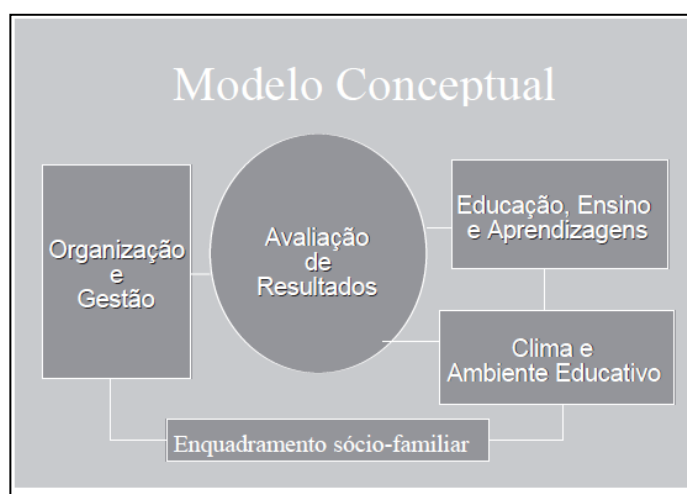 Modelo Conceptual
Organização
e
Gestão
Avaliação
de
Resultados
Educação, Ensino
e Aprendizagens
Clima e
Ambiente Educativo
Enquadramento sócio-familiar